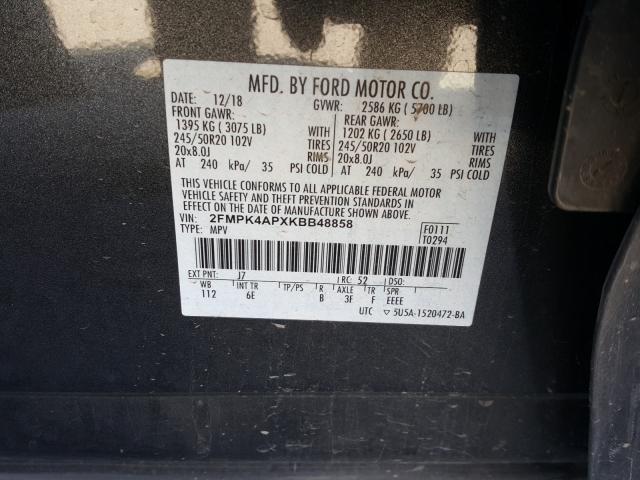 MFD. BY FORD MOTOR CO.
DATE: 12/18 GVWR: 2586 KG ( 5700 LB)
FRONT GAWR: REAR GAWR:
1395 KG ( 3075 LB) WITH 1202 KG ( 2650 LB) WITH
245/50R20 102V TIRES 245/50R20 102V TIRES
20x8.0J RIMS 20x8.0J RIMS
AT 240 kPa/ 35 PSI COLD AT 240 kPa/ 35 PSI COLD
THIS VEHICLE CONFORMS TO ALL APPLICABLE FEDERAL MOTOR
VEHICLE SAFETY AND THEFT PREVENTION STANDARDS IN
EFFECT ON THE DATE OF MANUFACTURE SHOWN ABOVE.
VIN: 2FMPK4APXKBB48858 F0111
TYPE: MPV T0294
EXT PNT: J7 RC: 52 DSO:
WB INT TR TP/PS R AXLE TR SPR
112 6E B 3F F EEEE
UTC ▽ 5U5A-1520472-BA